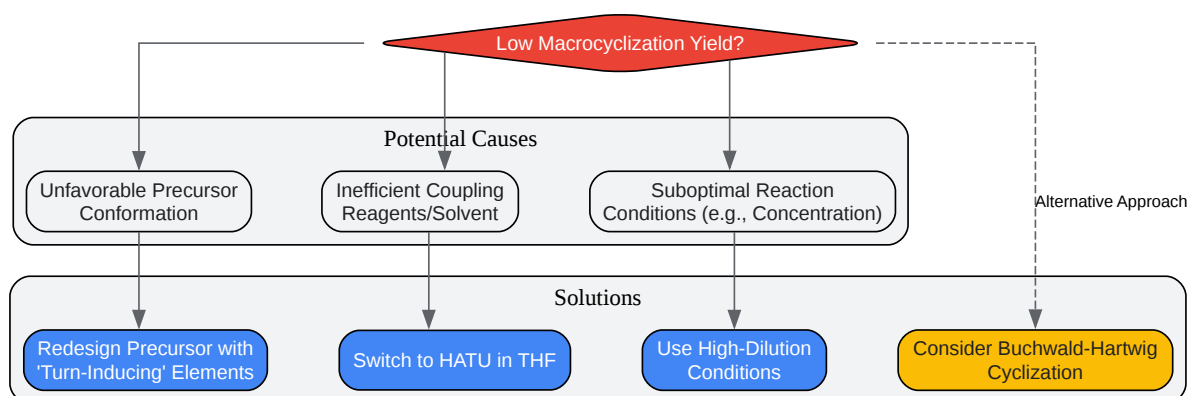 Low Macrocyclization Yield?
Potential Causes
Unfavorable Precursor
Conformation
Inefficient Coupling
Reagents/Solvent
Suboptimal Reaction
Conditions (e.g., Concentration)
Alternative Approach
Solutions
Redesign Precursor with
'Turn-Inducing' Elements
Switch to HATU in THF
Use High-Dilution
Conditions
Consider Buchwald-Hartwig
Cyclization